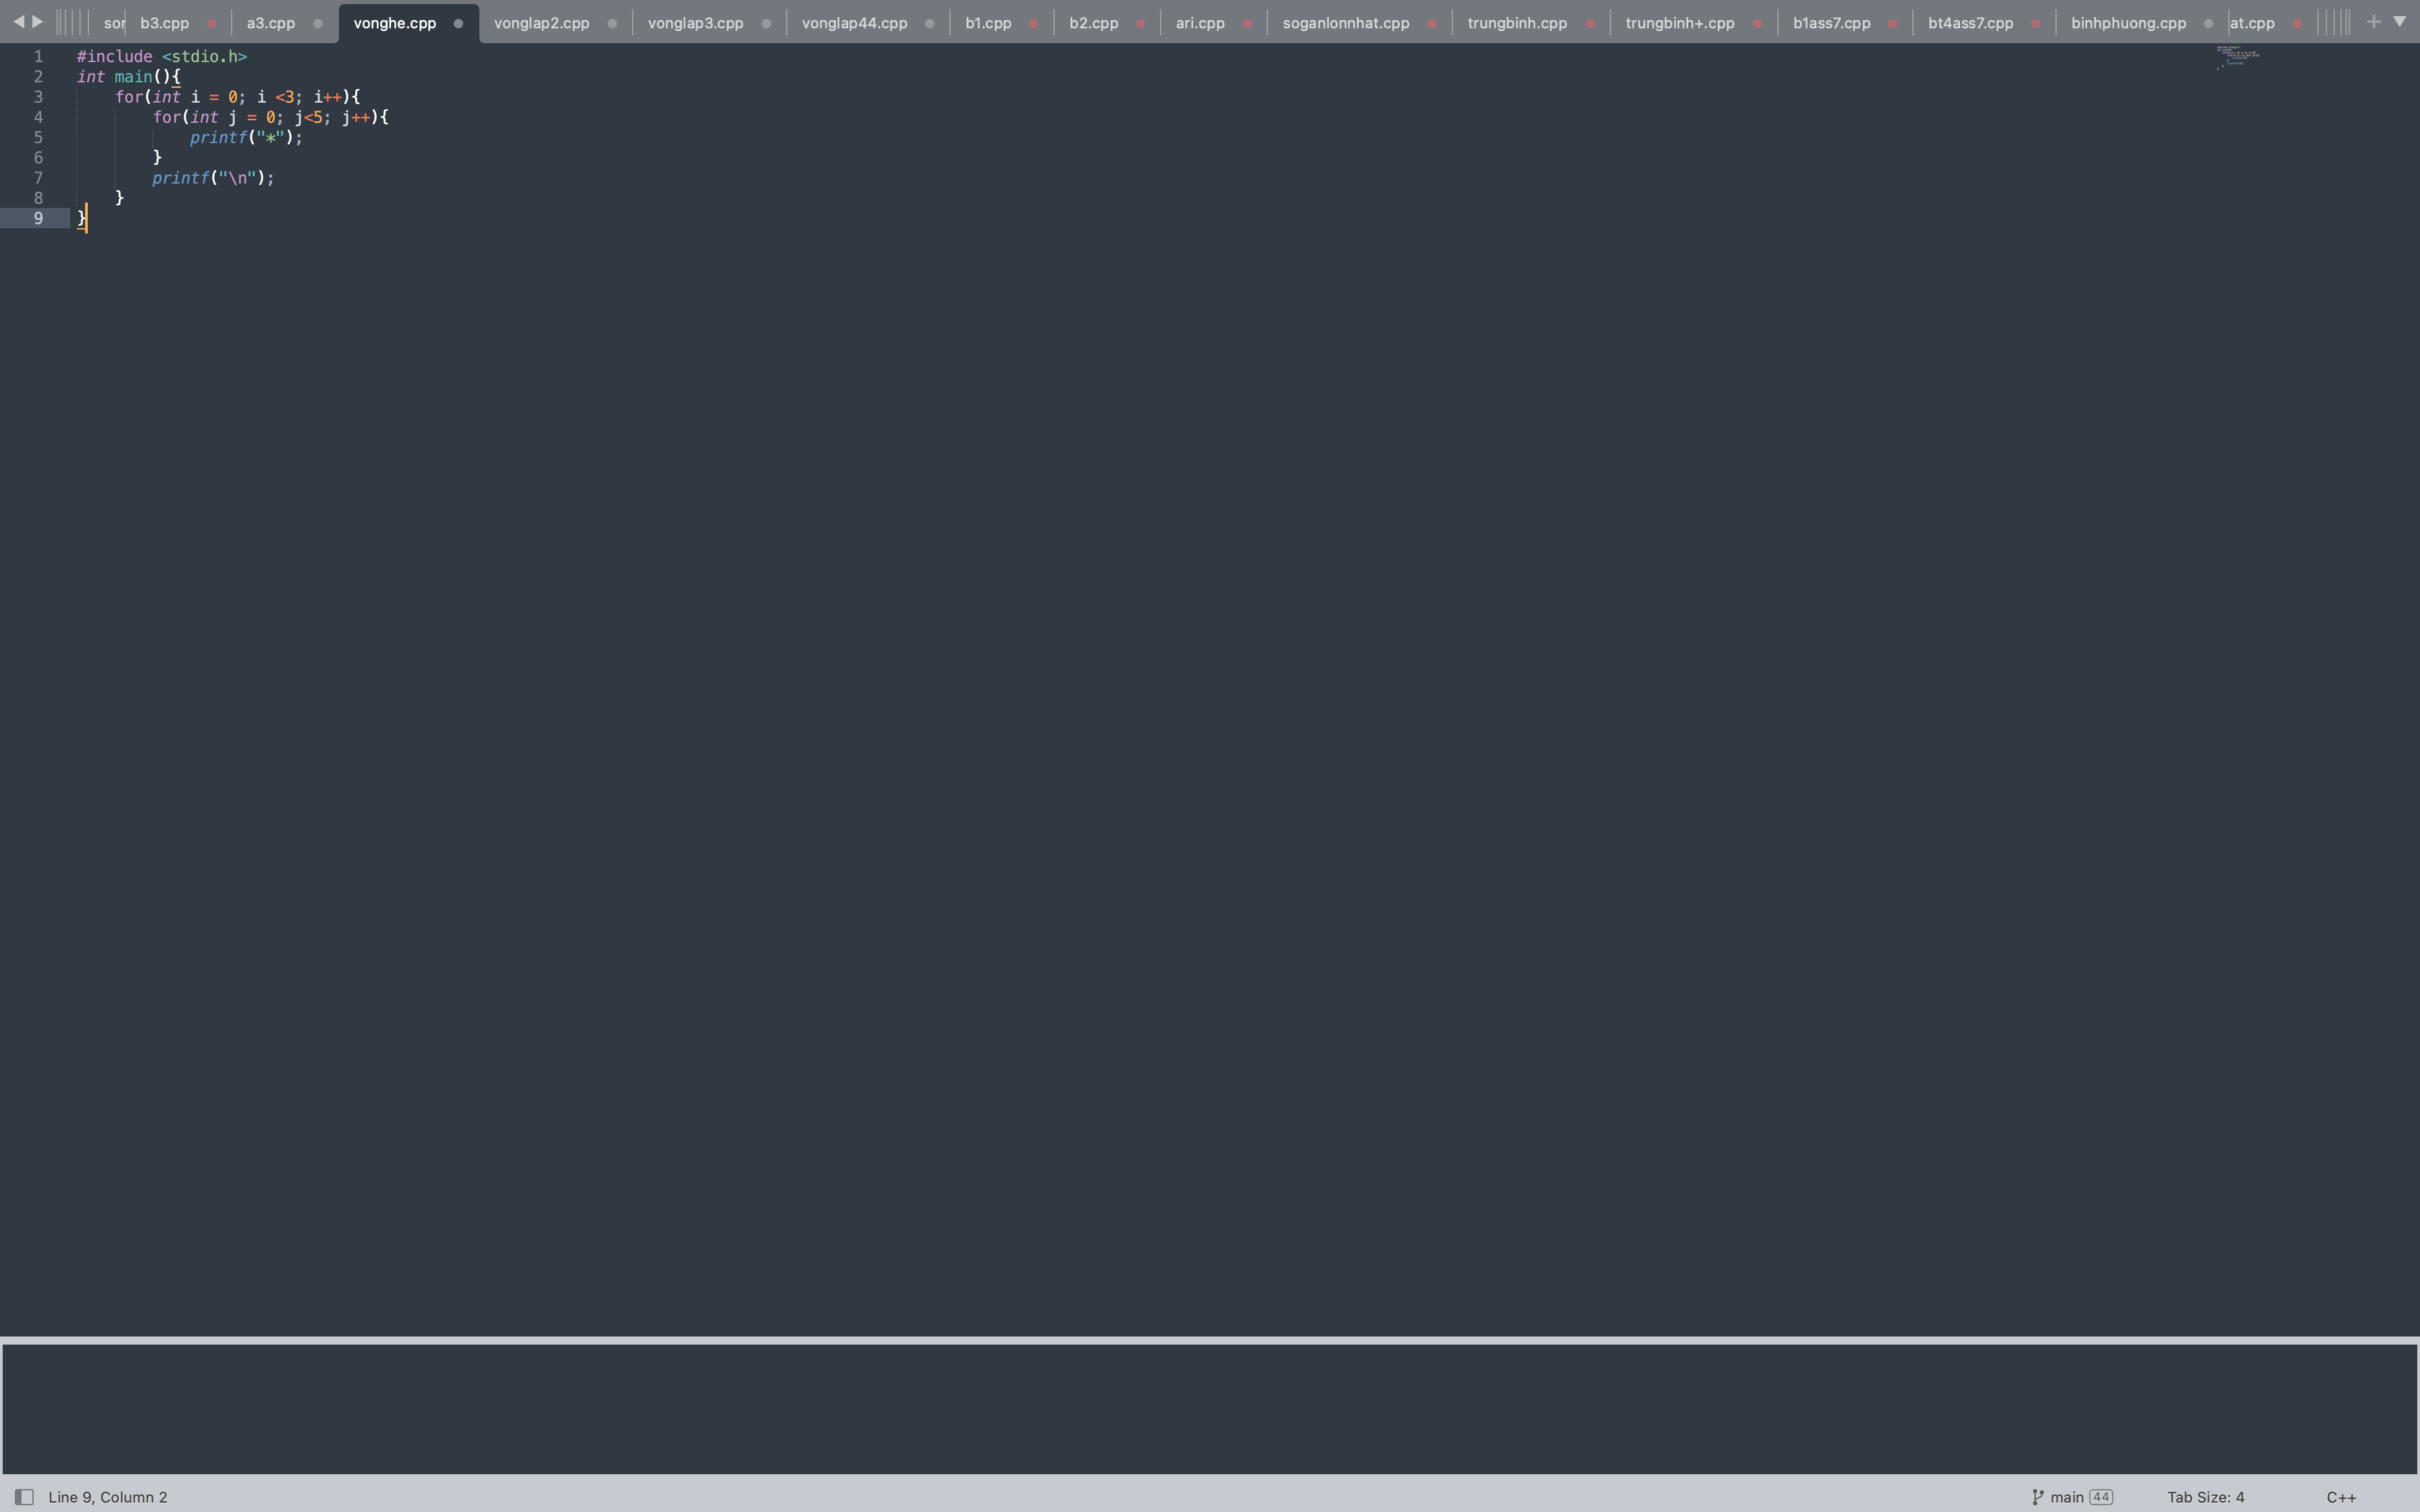 sor b3.cpp a3.cpp vonghe.cpp vonglap2.cpp vonglap3.cpp vonglap44.cpp b1.cpp b2.cpp ari.cpp soganlonnhat.cpp trungbinh.cpp trungbinh+.cpp b1ass7.cpp bt4ass7.cpp binhphuong.cpp at.cpp
1 #include <stdio.h>
2 int main(){
3     for(int i = 0; i <3; i++){
4         for(int j = 0; j<5; j++){
5             printf("*");
6         }
7         printf("\n");
8     }
9 }
Line 9, Column 2 main 44 Tab Size: 4 C++